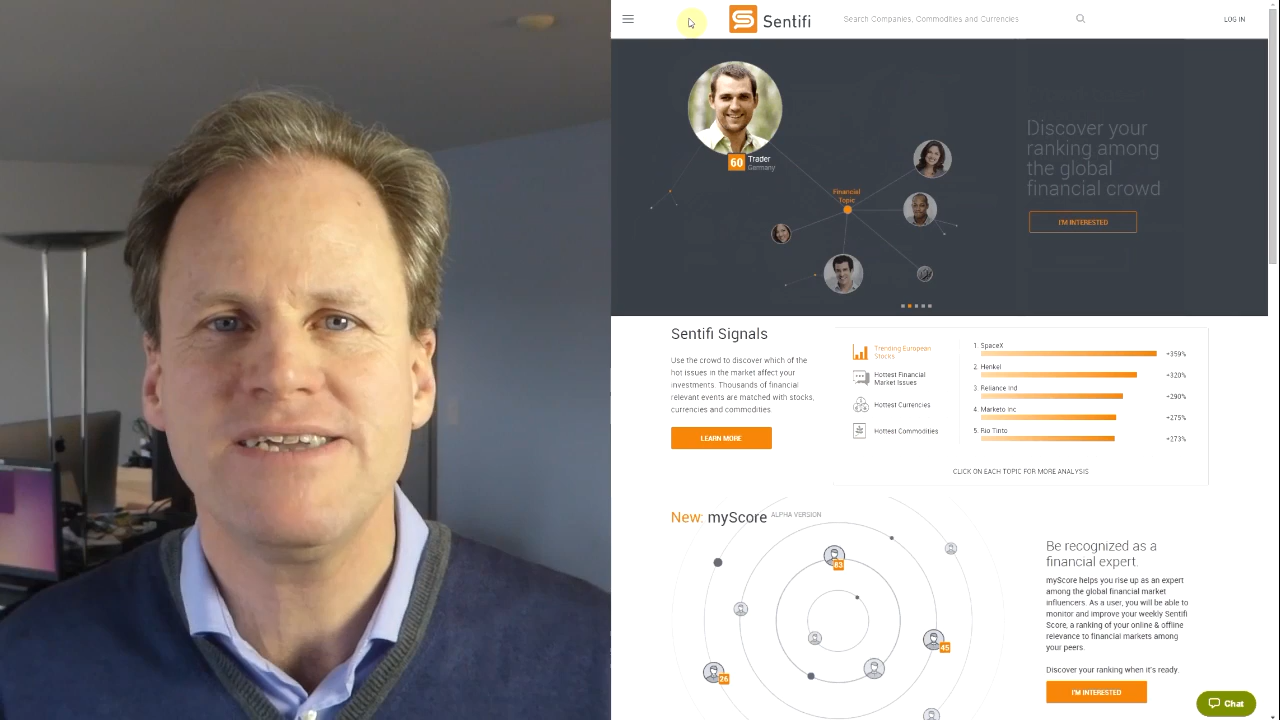 Sentifi
Search Companies, Commodities and Currencies
LOG IN
60
Trader
Germany
Financial
Topic
Discover your
ranking among
the global
financial crowd
I'M INTERESTED
Sentifi Signals
Use the crowd to discover which of the
hot issues in the market affect your
investments. Thousands of financial
relevant events are matched with stocks,
currencies and commodities
LEARN MORE
Trending European
Stocks
Hottest Financial
Market Issues
Hottest Currencies
Hottest Commodities
1. SpaceX
+359%
2. Henkel
+320%
3. Reliance Ind
+290%
4. Marketo Inc
+275%
5. Rio Tinto
+273%
CLICK ON EACH TOPIC FOR MORE ANALYSIS
New: myScore ALPHA VERSION
83
45
26
Be recognized as a
financial expert.
myScore helps you rise up as an expert
among the global financial market
influencers. As a user, you will be able to
monitor and improve your weekly Sentifi
Score, a ranking of your online & offline
relevance to financial markets among
your peers.
Discover your ranking when it's ready.
I'M INTERESTED
Chat